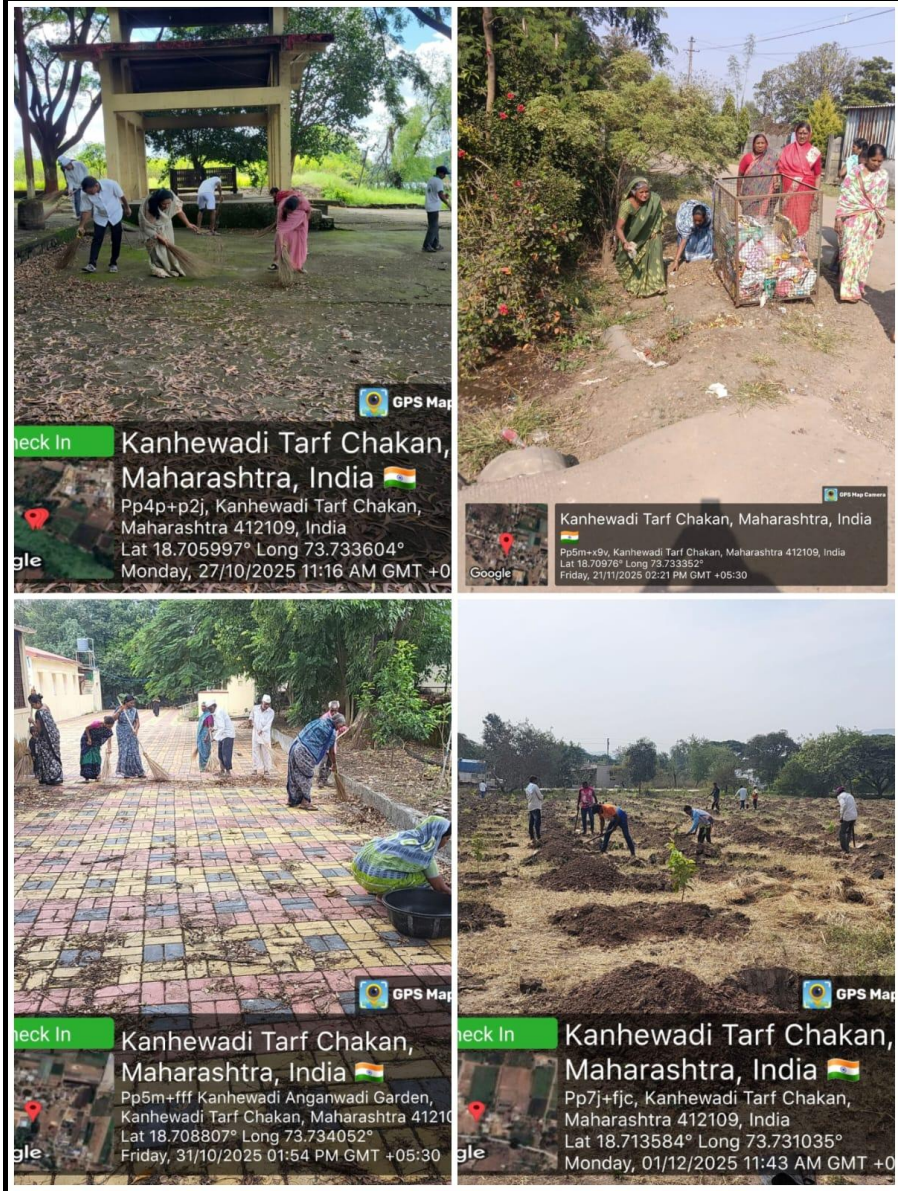 GPS Map
heck In
Kanhewadi Tarf Chakan,
Maharashtra, India
Pp4p+p2j, Kanhewadi Tarf Chakan,
Maharashtra 412109, India
Lat 18.705997° Long 73.733604°
Monday, 27/10/2025 11:16 AM GMT +0
gle
GPS Map Camera
Kanhewadi Tarf Chakan, Maharashtra, India
Pp5m+x9v, Kanhewadi Tarf Chakan, Maharashtra 412109, India
Lat 18.70976° Long 73.733352°
Friday, 21/11/2025 02:21 PM GMT +05:30
Google
GPS Map
heck In
Kanhewadi Tarf Chakan,
Maharashtra, India
Pp5m+fff Kanhewadi Anganwadi Garden,
Kanhewadi Tarf Chakan, Maharashtra 41210
Lat 18.708807° Long 73.734052°
Friday, 31/10/2025 01:54 PM GMT +05:30
gle
GPS Map
heck In
Kanhewadi Tarf Chakan,
Maharashtra, India
Pp7j+fjc, Kanhewadi Tarf Chakan,
Maharashtra 412109, India
Lat 18.713584° Long 73.731035°
Monday, 01/12/2025 11:43 AM GMT +0
gle